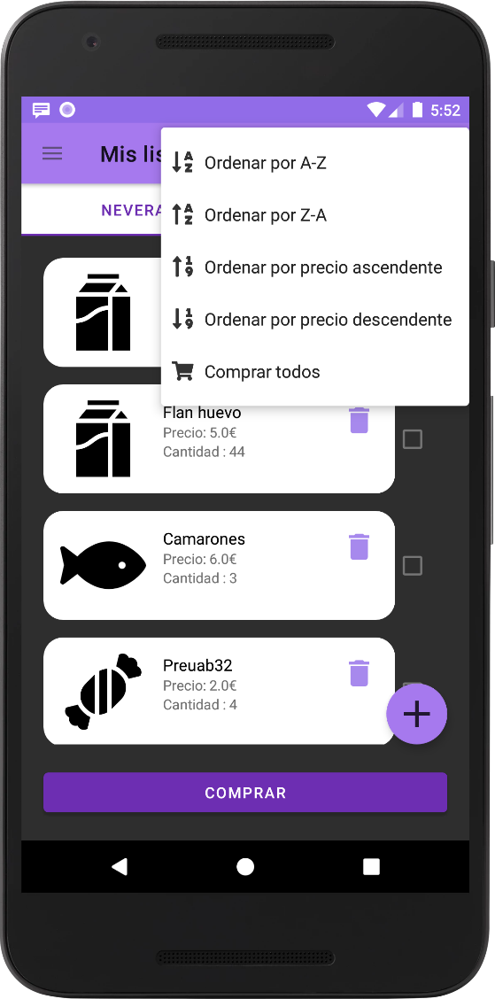 5:52
Mis lis
Ordenar por A-Z
Ordenar por Z-A
Ordenar por precio ascendente
Ordenar por precio descendente
Comprar todos
NEVERA
Flan huevo
Precio: 5.0€
Cantidad : 44
Camarones
Precio: 6.0€
Cantidad : 3
Preuab32
Precio: 2.0€
Cantidad : 4
COMPRAR